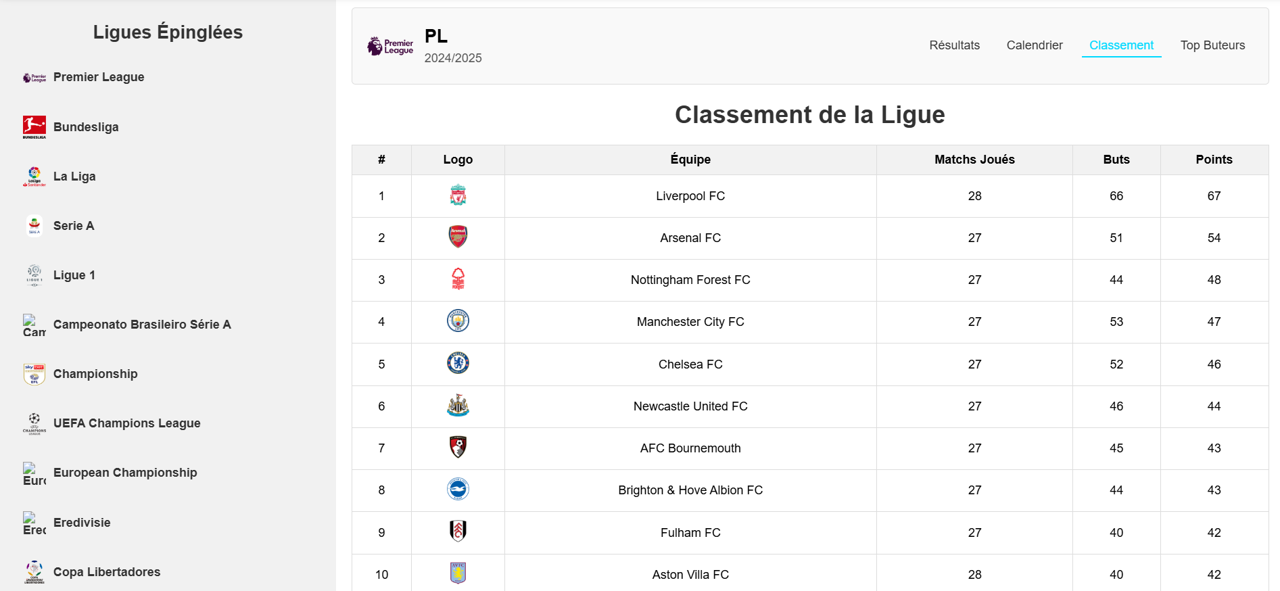 Ligues Épinglées
Premier League
Bundesliga
La Liga
Serie A
Ligue 1
Campeonato Brasileiro Série A
Championship
UEFA Champions League
European Championship
Eredivisie
Copa Libertadores
Premier League
PL
2024/2025
Résultats Calendrier Classement Top Buteurs
Classement de la Ligue
# Logo Équipe Matchs Joués Buts Points
1 Liverpool FC 28 66 67
2 Arsenal FC 27 51 54
3 Nottingham Forest FC 27 44 48
4 Manchester City FC 27 53 47
5 Chelsea FC 27 52 46
6 Newcastle United FC 27 46 44
7 AFC Bournemouth 27 45 43
8 Brighton & Hove Albion FC 27 44 43
9 Fulham FC 27 40 42
10 Aston Villa FC 28 40 42